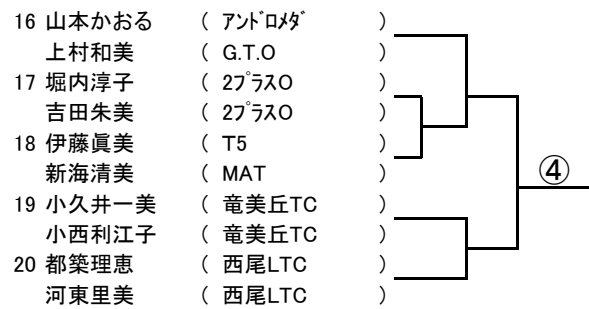 16 山本かおる ( ｱﾝﾄﾞﾛﾒﾀﾞ )
上村和美 ( G.T.O )
17 堀内淳子 ( 2ﾌﾟﾗｽO )
吉田朱美 ( 2ﾌﾟﾗｽO )
18 伊藤眞美 ( T5 )
新海清美 ( MAT )
④
19 小久井一美 ( 竜美丘TC )
小西利江子 ( 竜美丘TC )
20 都築理恵 ( 西尾LTC )
河東里美 ( 西尾LTC )